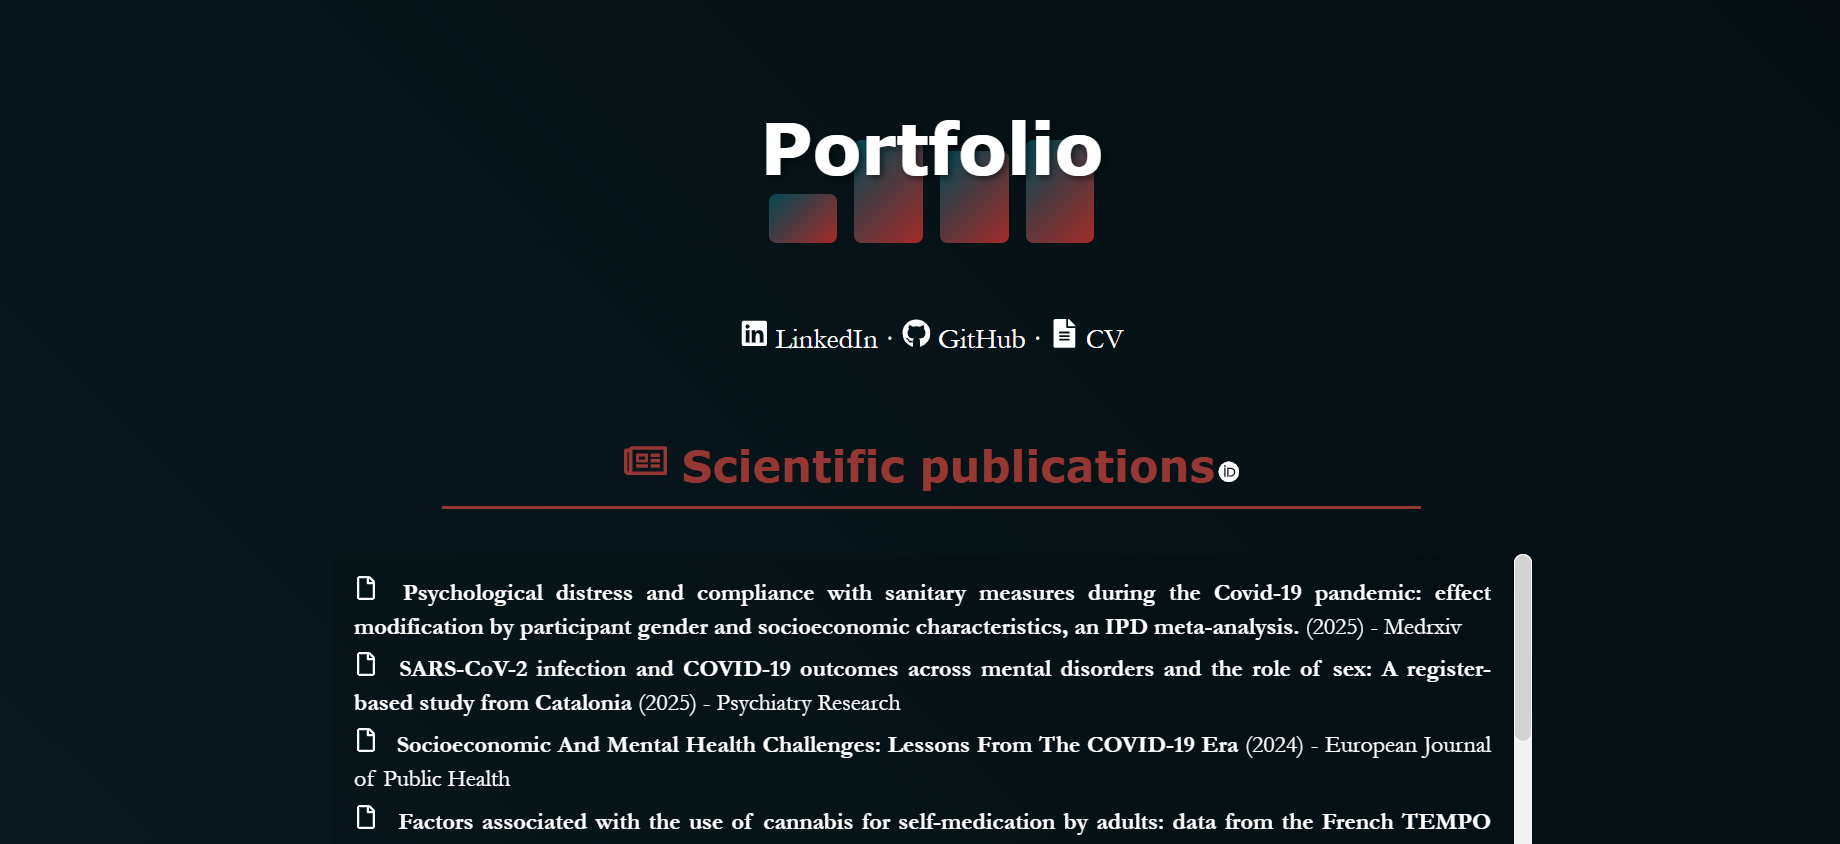 Portfolio
LinkedIn · GitHub · CV
Scientific publications iD
Psychological distress and compliance with sanitary measures during the Covid-19 pandemic: effect
modification by participant gender and socioeconomic characteristics, an IPD meta-analysis. (2025) - Medrxiv
SARS-CoV-2 infection and COVID-19 outcomes across mental disorders and the role of sex: A register-
based study from Catalonia (2025) - Psychiatry Research
Socioeconomic And Mental Health Challenges: Lessons From The COVID-19 Era (2024) - European Journal
of Public Health
Factors associated with the use of cannabis for self-medication by adults: data from the French TEMPO